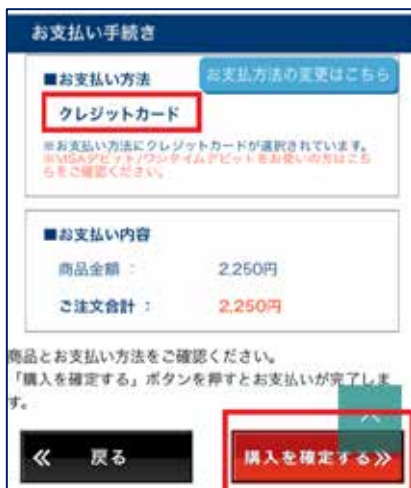 お支払い手続き
■お支払い方法
お支払方法の変更はこちら
クレジットカード
※お支払い方法にクレジットカードが選択されています。
※VISAデビット/ワンタイムデビットをお使いの方はこち
らをご確認ください。
■お支払い内容
商品金額 : 2,250円
ご注文合計 : 2,250円
商品とお支払い方法をご確認ください。
「購入を確定する」ボタンを押すとお支払いが完了しま
す。
≪ 戻る
購入を確定する≫